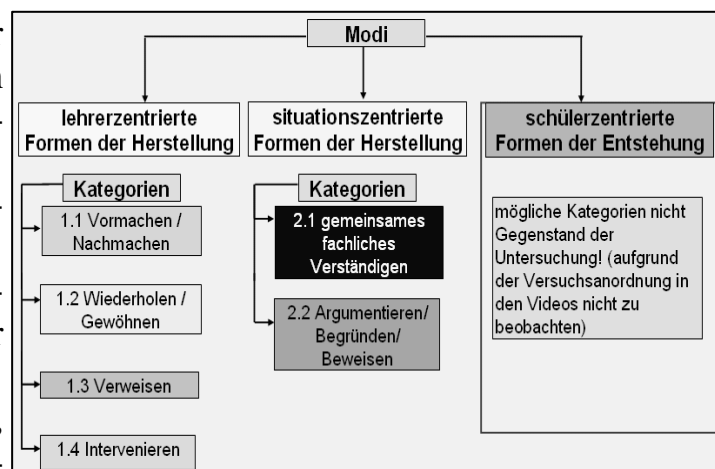 Modi
lehrerzentrierte
Formen der Herstellung
situationszentrierte
Formen der Herstellung
schülerzentrierte
Formen der Entstehung
Kategorien
1.1 Vormachen /
Nachmachen
1.2 Wiederholen /
Gewöhnen
1.3 Verweisen
1.4 Intervenieren
Kategorien
2.1 gemeinsames
fachliches
Verständigen
2.2 Argumentieren/
Begründen/
Beweisen
mögliche Kategorien nicht
Gegenstand der
Untersuchung! (aufgrund
der Versuchsanordnung in
den Videos nicht zu
beobachten)